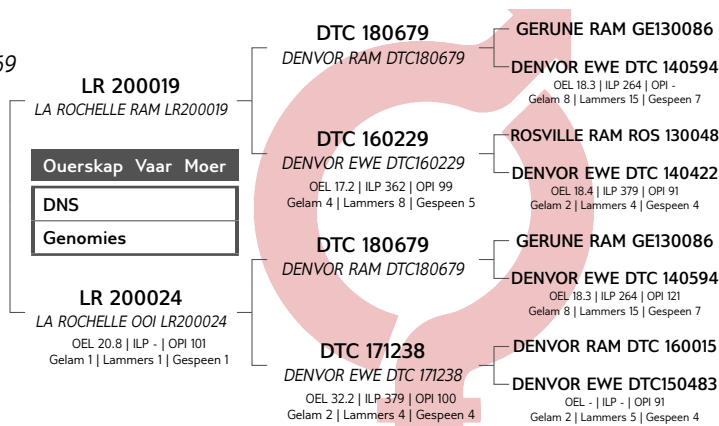 69
LR 200019
LA ROCHELLE RAM LR200019
Ouerskap Vaar Moer
DNS
Genomies
LR 200024
LA ROCHELLE OOI LR200024
OEL 20.8 | ILP - | OPI 101
Gelam 1 | Lammers 1 | Gespeen 1
DTC 180679
DENVOR RAM DTC180679
DTC 160229
DENVOR EWE DTC160229
OEL 17.2 | ILP 362 | OPI 99
Gelam 4 | Lammers 8 | Gespeen 5
DTC 180679
DENVOR RAM DTC180679
DTC 171238
DENVOR EWE DTC 171238
OEL 32.2 | ILP 379 | OPI 100
Gelam 2 | Lammers 4 | Gespeen 4
GERUNE RAM GE130086
DENVOR EWE DTC 140594
OEL 18.3 | ILP 264 | OPI -
Gelam 8 | Lammers 15 | Gespeen 7
ROSVILLE RAM ROS 130048
DENVOR EWE DTC 140422
OEL 18.4 | ILP 379 | OPI 91
Gelam 2 | Lammers 4 | Gespeen 4
GERUNE RAM GE130086
DENVOR EWE DTC 140594
OEL 18.3 | ILP 264 | OPI 121
Gelam 8 | Lammers 15 | Gespeen 7
DENVOR RAM DTC 160015
DENVOR EWE DTC150483
OEL - | ILP - | OPI 91
Gelam 2 | Lammers 5 | Gespeen 4